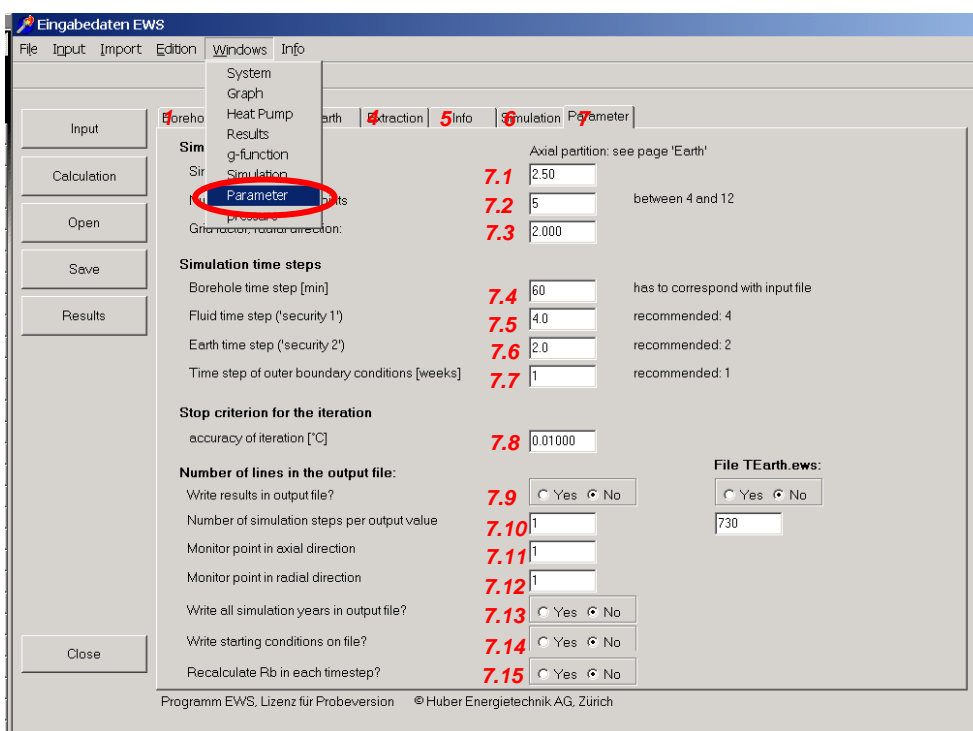 Eingabedaten EWS
File Input Import Edition Windows Info
System
Graph
Heat Pump
Results
g-function
Simulation
Parameter
pressure
Input
Calculation
Open
Save
Results
Close
1 4 Extraction 5 Info 6 Simulation 7 Parameter
Axial partition: see page 'Earth'
7.1 2.50
7.2 5 between 4 and 12
Grid factor, radial direction: 7.3 2.000
Simulation time steps
Borehole time step [min] 7.4 60 has to correspond with input file
Fluid time step ('security 1') 7.5 4.0 recommended: 4
Earth time step ('security 2') 7.6 2.0 recommended: 2
Time step of outer boundary conditions [weeks] 7.7 1 recommended: 1
Stop criterion for the iteration
accuracy of iteration [°C] 7.8 0.01000
Number of lines in the output file: File TEarth.ews:
Write results in output file? 7.9 Yes No Yes No
Number of simulation steps per output value 7.10 1 730
Monitor point in axial direction 7.11 1
Monitor point in radial direction 7.12 1
Write all simulation years in output file? 7.13 Yes No
Write starting conditions on file? 7.14 Yes No
Recalculate Rb in each timestep? 7.15 Yes No
Programm EWS, Lizenz für Probeversion © Huber Energietechnik AG, Zürich